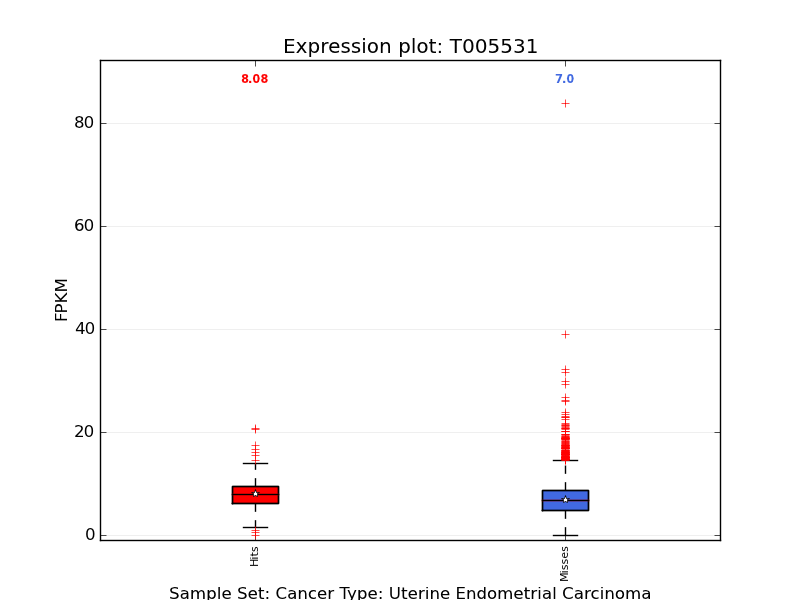 Expression plot: T005531
8.08
7.0
80
60
40
20
0
FPKM
Hits
Misses
Sample Set: Cancer Type: Uterine Endometrial Carcinoma